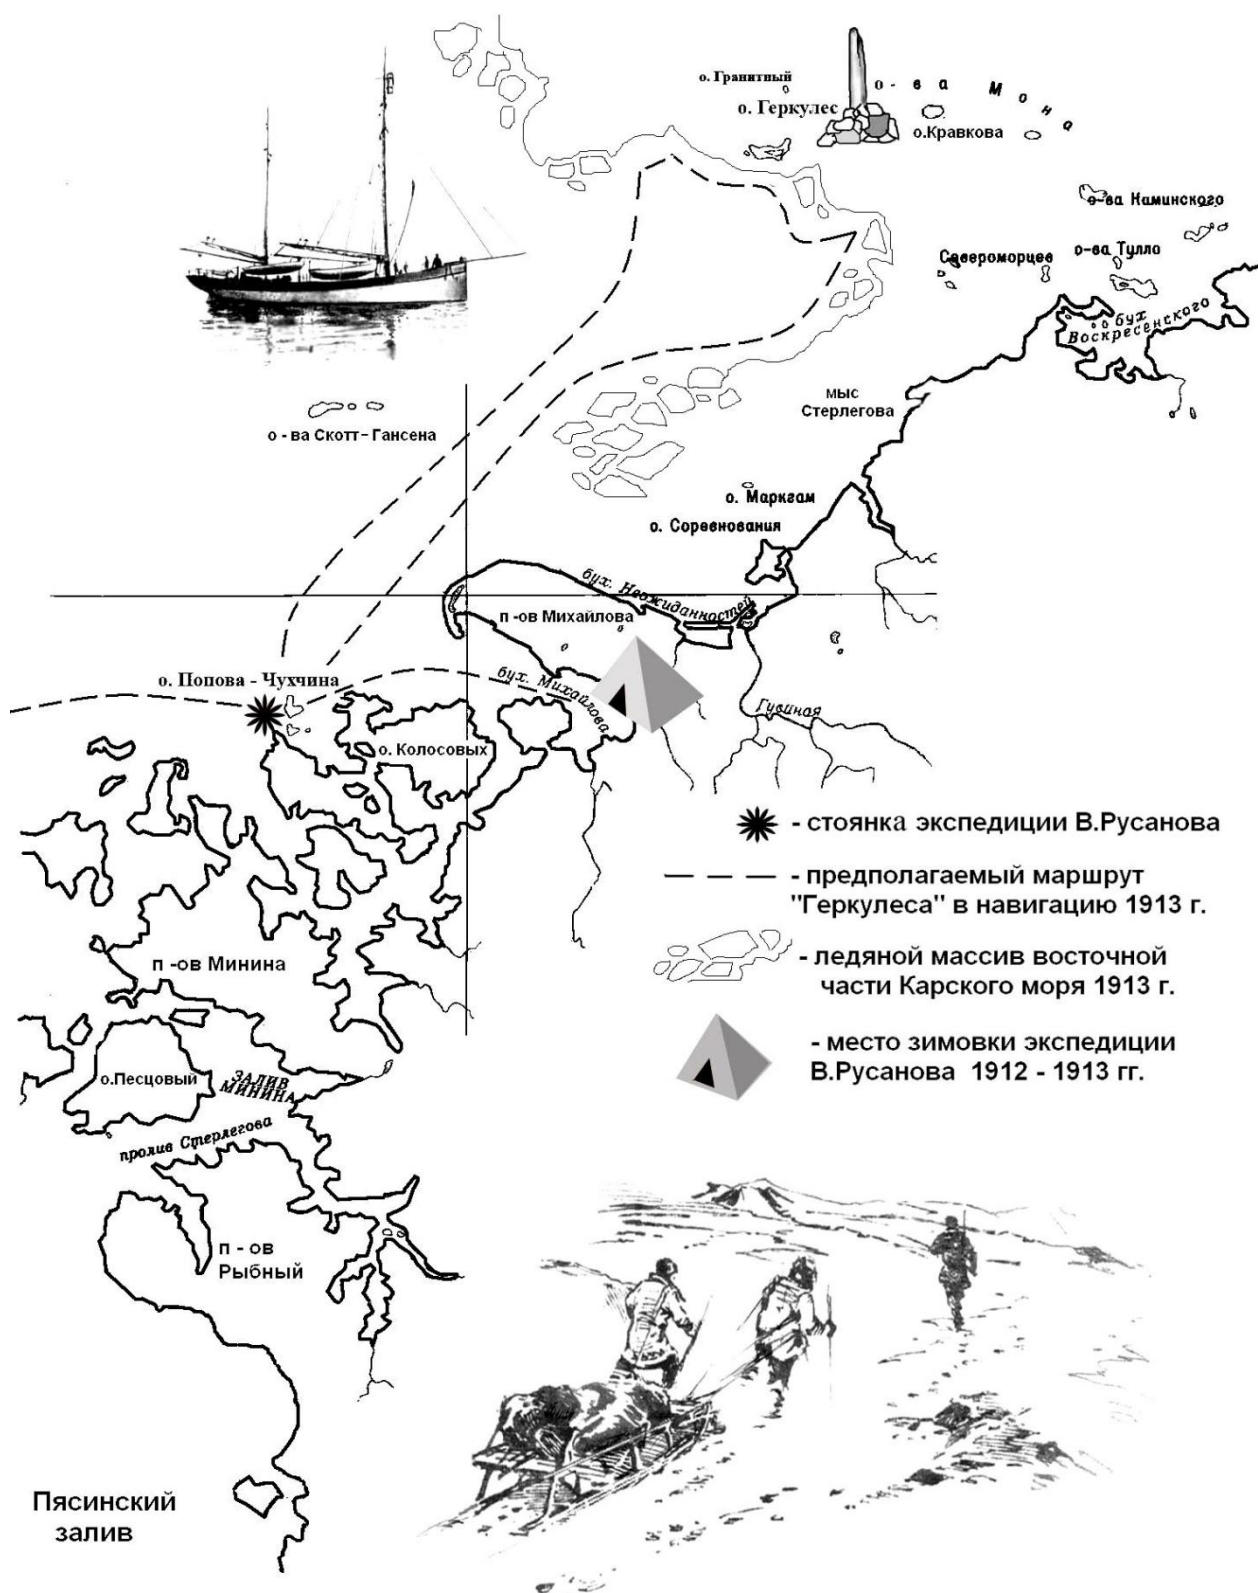 о. Гранитный
о - ва Мона
о. Геркулес
о.Кравкова
о-ва Каминского
Североморцев
о-ва Тилло
бух
Воскресенского
мыс
Стерлегова
о - ва Скотт-Гансена
о. Маркгам
о. Соревнования
бух. Неожиданностей
п -ов Михайлова
о. Попова - Чухчина
бух. Михайлова
Гусиная
о. Колосовых
- стоянка экспедиции В.Русанова
- предполагаемый маршрут
"Геркулеса" в навигацию 1913 г.
- ледяной массив восточной
части Карского моря 1913 г.
- место зимовки экспедиции
В.Русанова 1912 - 1913 гг.
п -ов Минина
о.Песцовый
ЗАЛИВ
МИНИНА
пролив Стерлегова
п - ов
Рыбный
Пясинский
залив